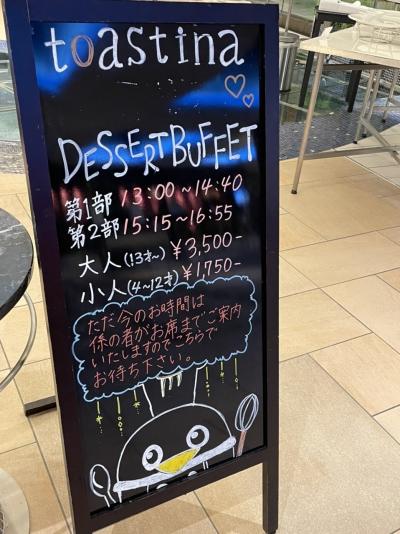 toastina
DESSERTBUFFET
第1部 13:00～14:40
第2部 15:15～16:55
大人(13才～) ¥3,500-
小人(4～12才) ¥1,750-
ただ今のお時間は
係の者がお席までご案内
いたしますのでこちらで
お待ち下さい。